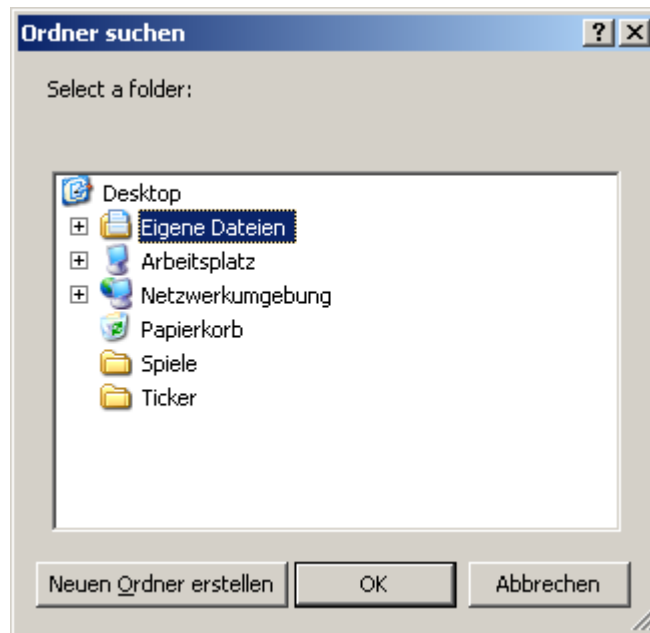 Ordner suchen
Select a folder:
Desktop
Eigene Dateien
Arbeitsplatz
Netzwerkumgebung
Papierkorb
Spiele
Ticker
Neuen Ordner erstellen OK Abbrechen